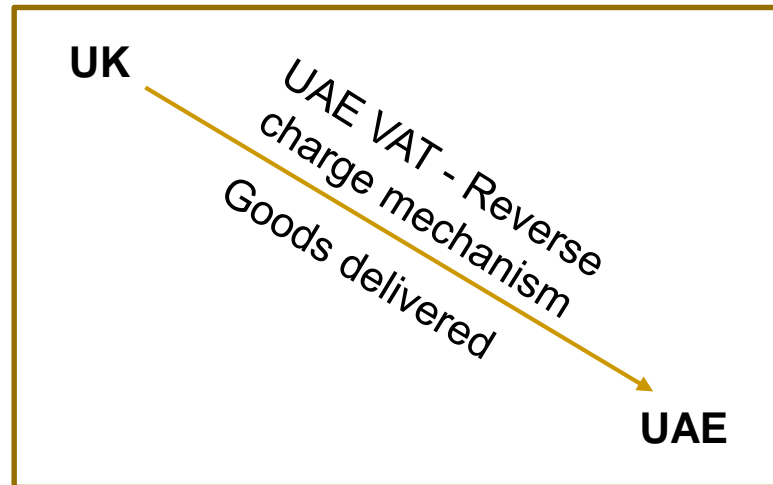 UK
UAE VAT - Reverse
charge mechanism
Goods delivered
UAE